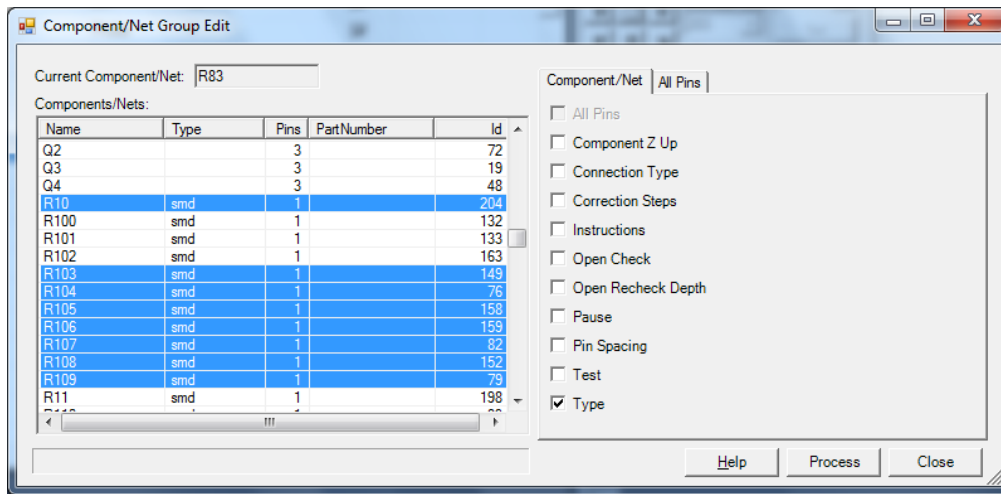 Component/Net Group Edit
Current Component/Net: R83
Components/Nets:
Name Type Pins PartNumber Id
Q2 3 72
Q3 3 19
Q4 3 48
R10 smd 1 204
R100 smd 1 132
R101 smd 1 133
R102 smd 1 163
R103 smd 1 149
R104 smd 1 76
R105 smd 1 158
R106 smd 1 159
R107 smd 1 82
R108 smd 1 152
R109 smd 1 79
R11 smd 1 198
Component/Net All Pins
All Pins
Component Z Up
Connection Type
Correction Steps
Instructions
Open Check
Open Recheck Depth
Pause
Pin Spacing
Test
Type
Help Process Close